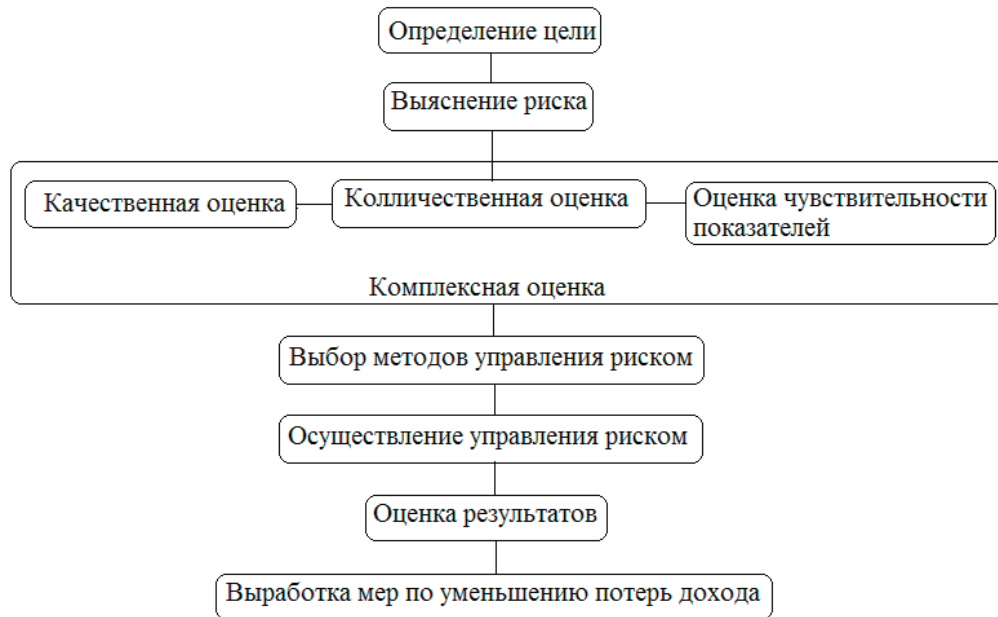 Определение цели
Выяснение риска
Качественная оценка
Колличественная оценка
Оценка чувствительности
показателей
Комплексная оценка
Выбор методов управления риском
Осуществление управления риском
Оценка результатов
Выработка мер по уменьшению потерь дохода